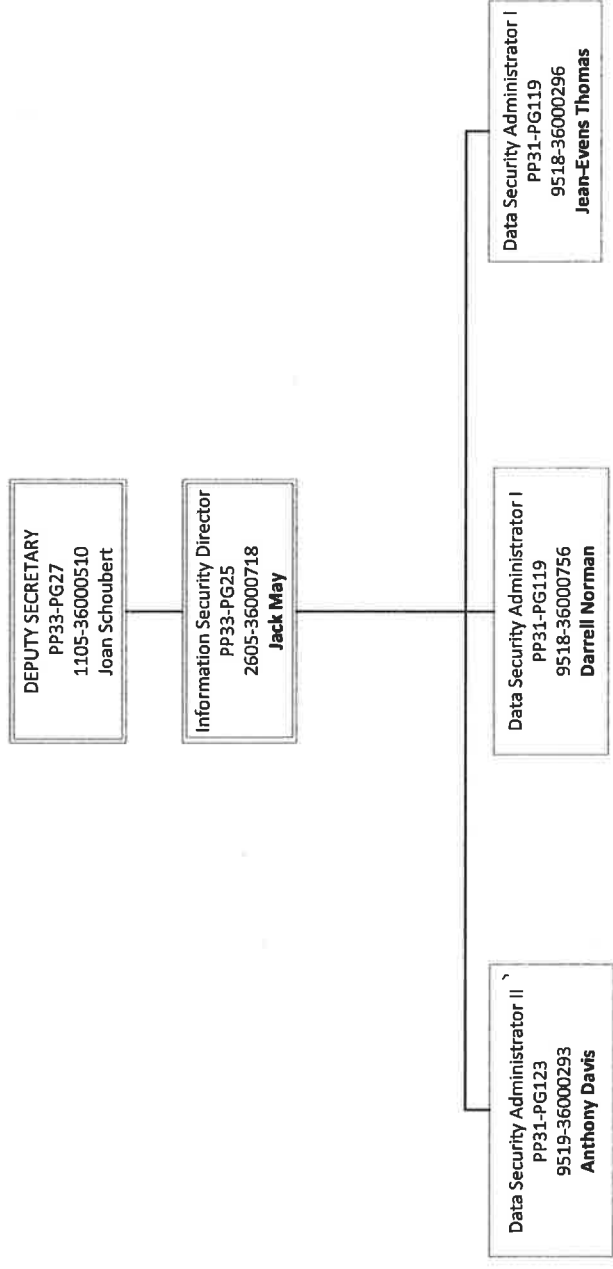 DEPUTY SECRETARY
PP33-PG27
1105-36000510
Joan Schoubert
Information Security Director
PP33-PG25
2605-36000718
Jack May
Data Security Administrator II
PP31-PG123
9519-36000293
Anthony Davis
Data Security Administrator I
PP31-PG119
9518-36000756
Darrell Norman
Data Security Administrator I
PP31-PG119
9518-36000296
Jean-Evens Thomas